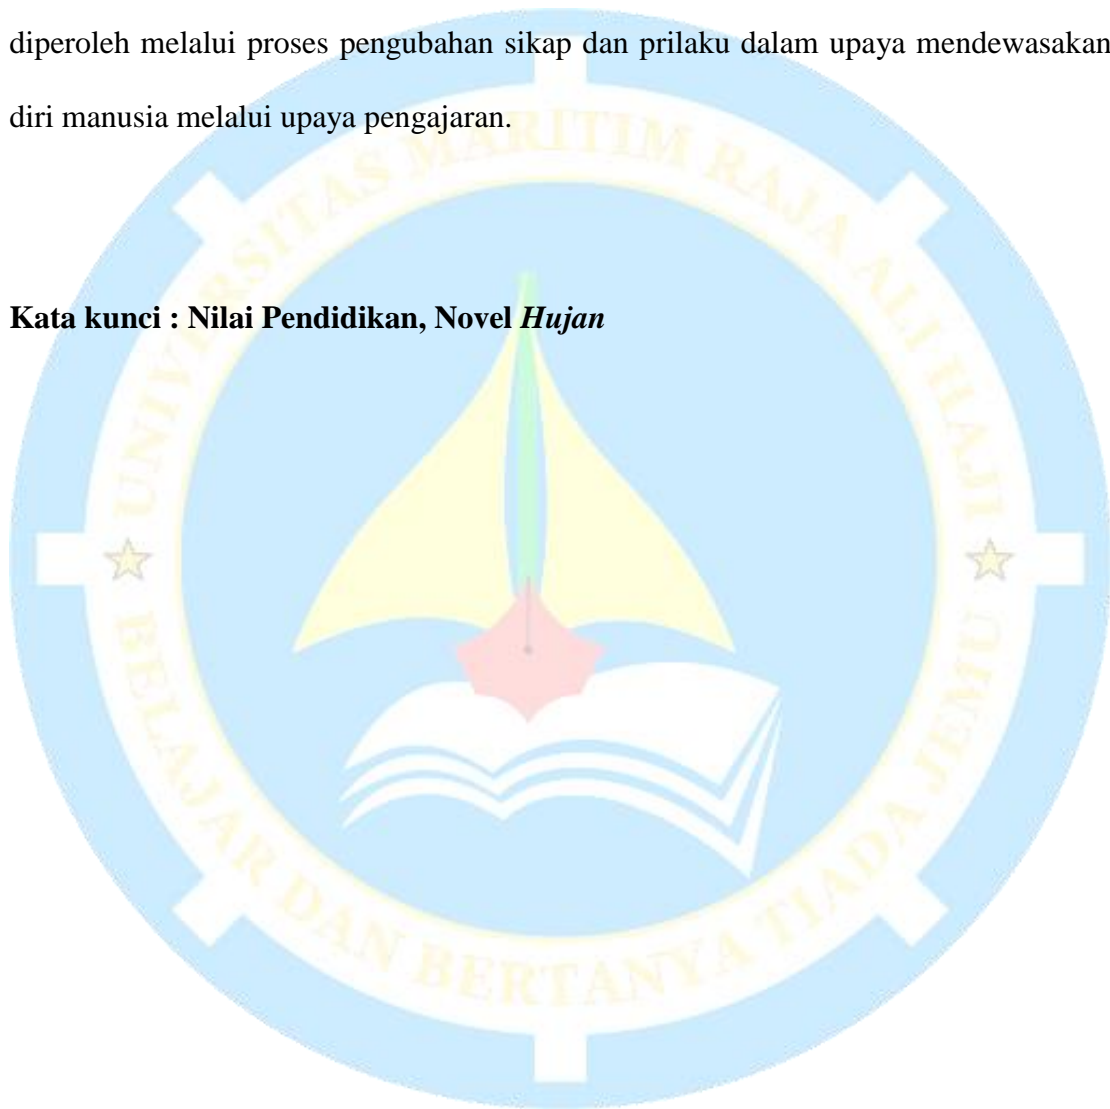 diperoleh melalui proses pengubahan sikap dan prilaku dalam upaya mendewasakan
diri manusia melalui upaya pengajaran.
Kata kunci : Nilai Pendidikan, Novel Hujan
UNIVERSITAS MARITIM RAJA ALI HAJI
BELAJAR DAN BERTANYA TIADA JEMU